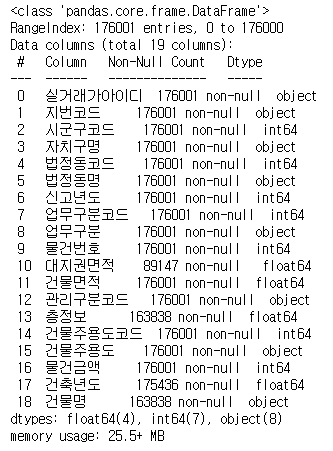 <class 'pandas.core.frame.DataFrame'>
RangeIndex: 176001 entries, 0 to 176000
Data columns (total 19 columns):
 #   Column   Non-Null Count   Dtype
---  ------   --------------   -----
 0   실거래가아이디   176001 non-null   object
 1   지번코드   176001 non-null   object
 2   시군구코드   176001 non-null   int64
 3   자치구명   176001 non-null   object
 4   법정동코드   176001 non-null   int64
 5   법정동명   176001 non-null   object
 6   신고년도   176001 non-null   int64
 7   업무구분코드   176001 non-null   int64
 8   업무구분   176001 non-null   object
 9   물건번호   176001 non-null   int64
 10  대지권면적   89147 non-null   float64
 11  건물면적   176001 non-null   float64
 12  관리구분코드   176001 non-null   object
 13  층정보   163838 non-null   float64
 14  건물주용도코드   176001 non-null   int64
 15  건물주용도   176001 non-null   object
 16  물건금액   176001 non-null   int64
 17  건축년도   175436 non-null   float64
 18  건물명   163838 non-null   object
dtypes: float64(4), int64(7), object(8)
memory usage: 25.5+ MB